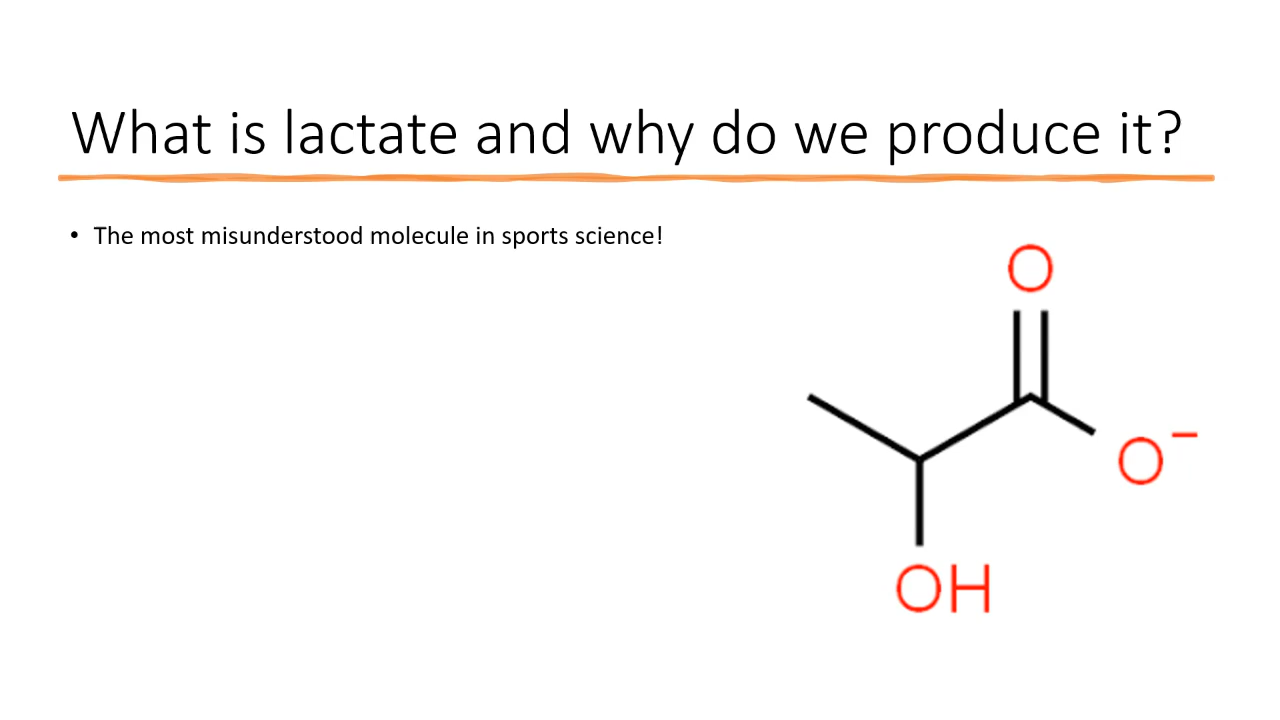 What is lactate and why do we produce it?
• The most misunderstood molecule in sports science!
O
O−
OH